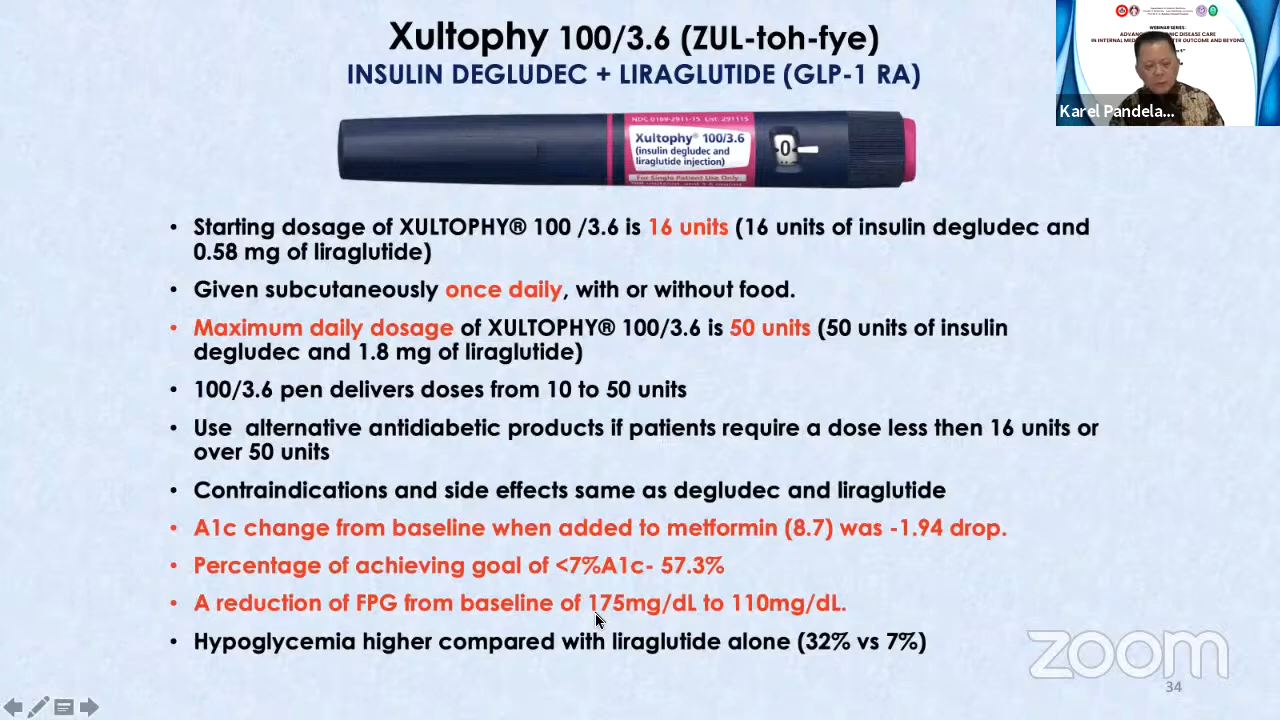 Xultophy 100/3.6 (ZUL-toh-fye)
INSULIN DEGLUDEC + LIRAGLUTIDE (GLP-1 RA)
NDC 0169-2911-15 List: 291115
Xultophy® 100/3.6
(insulin degludec and
liraglutide injection)
For Single Patient Use Only
0
• Starting dosage of XULTOPHY® 100 /3.6 is 16 units (16 units of insulin degludec and
0.58 mg of liraglutide)
• Given subcutaneously once daily, with or without food.
• Maximum daily dosage of XULTOPHY® 100/3.6 is 50 units (50 units of insulin
degludec and 1.8 mg of liraglutide)
• 100/3.6 pen delivers doses from 10 to 50 units
• Use  alternative antidiabetic products if patients require a dose less then 16 units or
over 50 units
• Contraindications and side effects same as degludec and liraglutide
• A1c change from baseline when added to metformin (8.7) was -1.94 drop.
• Percentage of achieving goal of <7%A1c- 57.3%
• A reduction of FPG from baseline of 175mg/dL to 110mg/dL.
• Hypoglycemia higher compared with liraglutide alone (32% vs 7%)
WEBINAR SERIES:
Karel Pandela...
zoom
34